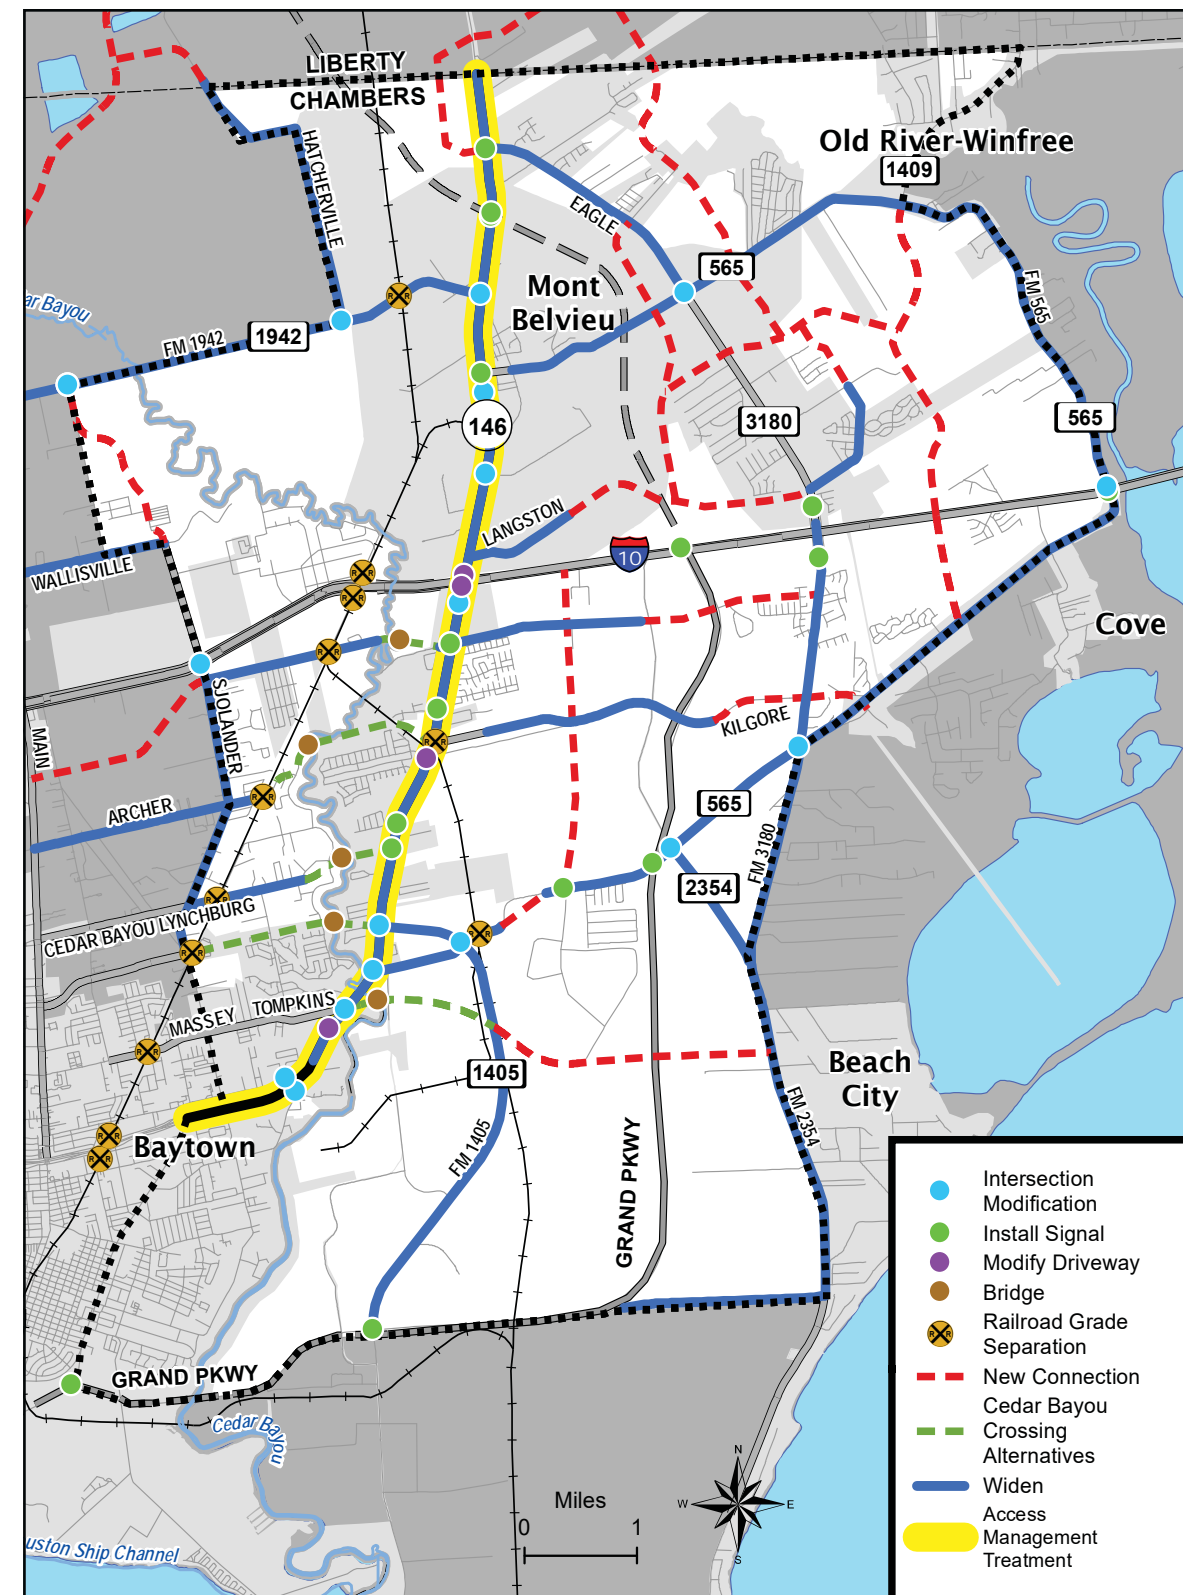 LIBERTY
CHAMBERS
Old River-Winfree
1409
HATCHERVILLE
EAGLE
565
Mont
Belvieu
FM 565
ar Bayou
FM 1942
1942
146
3180
565
LANGSTON
10
WALLISVILLE
Cove
SJOLANDER
MAIN
KILGORE
ARCHER
565
FM 3180
2354
CEDAR BAYOU LYNCHBURG
MASSEY TOMPKINS
1405
Beach
City
FM 2354
FM 1405
Baytown
GRAND PKWY
GRAND PKWY
Cedar Bayou
uston Ship Channel
Miles
0 1
N
W E
S
Intersection
Modification
Install Signal
Modify Driveway
Bridge
R R
Railroad Grade
Separation
New Connection
Cedar Bayou
Crossing
Alternatives
Widen
Access
Management
Treatment